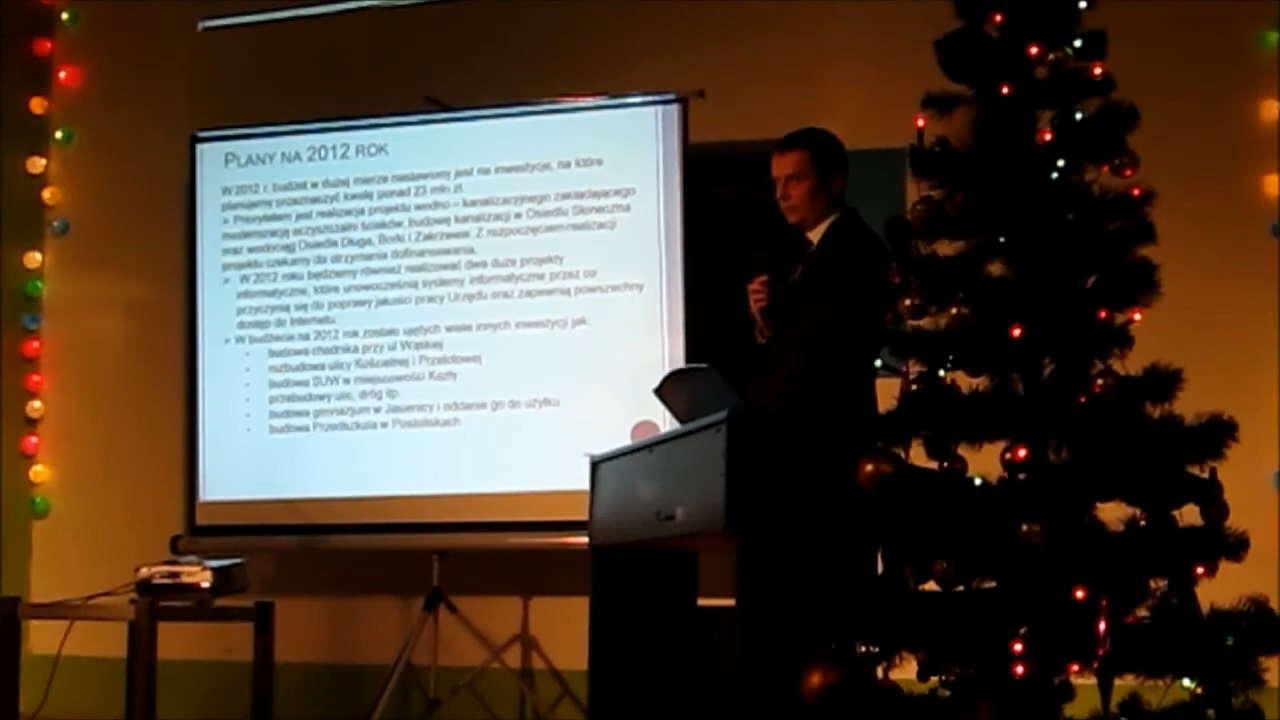 PLANY NA 2012 ROK
W 2012 r. budżet w dużej mierze nastawiony jest na inwestycje, na które
planujemy przeznaczyć kwotę ponad 23 mln zł.
➢ Priorytetem jest realizacja projektu wodno – kanalizacyjnego zakładającego
modernizację oczyszczalni ścieków, budowę kanalizacji w Osiedlu Słoneczna
oraz wodociąg Osiedla Długa, Borki i Zakrzewie. Z rozpoczęciem realizacji
projektu czekamy do otrzymania dofinansowania.
➢ W 2012 roku będziemy również realizować dwa duże projekty
informatyczne, które unowocześnią systemy informatyczne przez co
przyczynią się do poprawy jakości pracy Urzędu oraz zapewnią powszechny
dostęp do Internetu.
➢ W budżecie na 2012 rok zostało ujętych wiele innych inwestycji jak:
- budowa chodnika przy ul Wąskiej
- rozbudowa ulicy Kościelnej i Przelotowej
- budowa SUW w miejscowości Kozły
- przebudowy ulic, dróg itp.
- budowa gimnazjum w Jasienicy i oddanie go do użytku
- budowa Przedszkola w Postoliskach